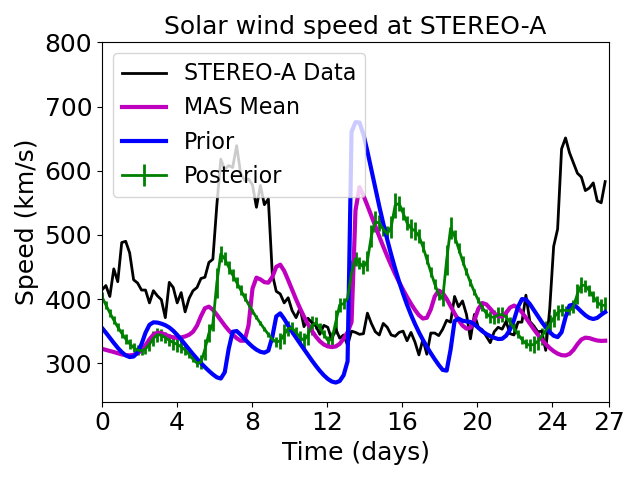 Solar wind speed at STEREO-A
800
700
600
500
400
300
Speed (km/s)
STEREO-A Data
MAS Mean
Prior
Posterior
0 4 8 12 16 20 24 27
Time (days)